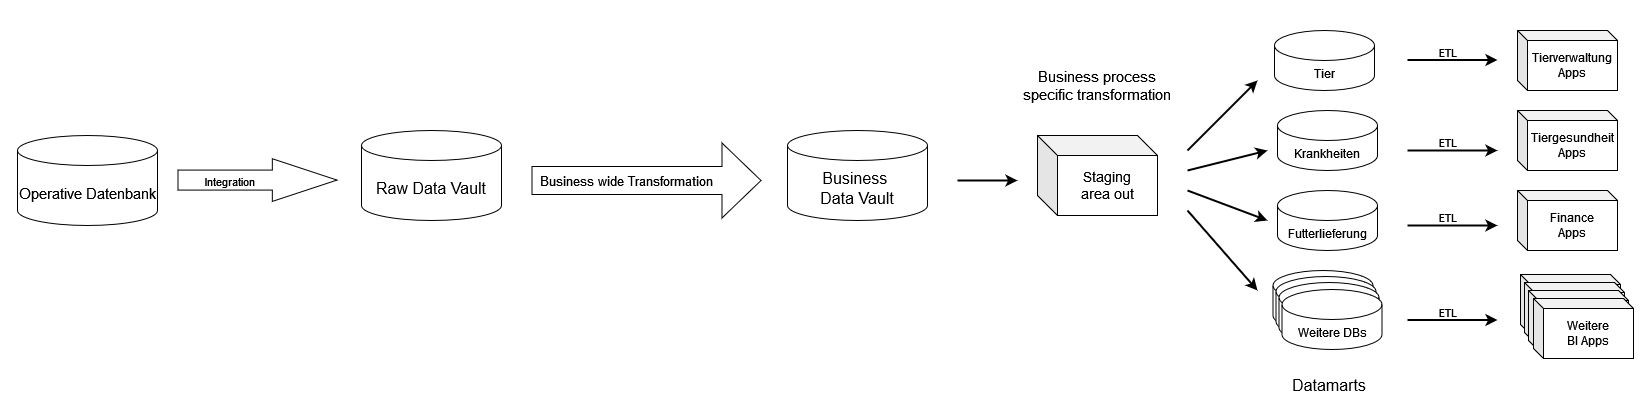 Operative Datenbank
Integration
Raw Data Vault
Business wide Transformation
Business
Data Vault
Business process
specific transformation
Staging
area out
Tier
ETL
Tierverwaltung
Apps
Krankheiten
ETL
Tiergesundheit
Apps
Futterlieferung
ETL
Finance
Apps
Weitere DBs
ETL
Weitere
BI Apps
Datamarts